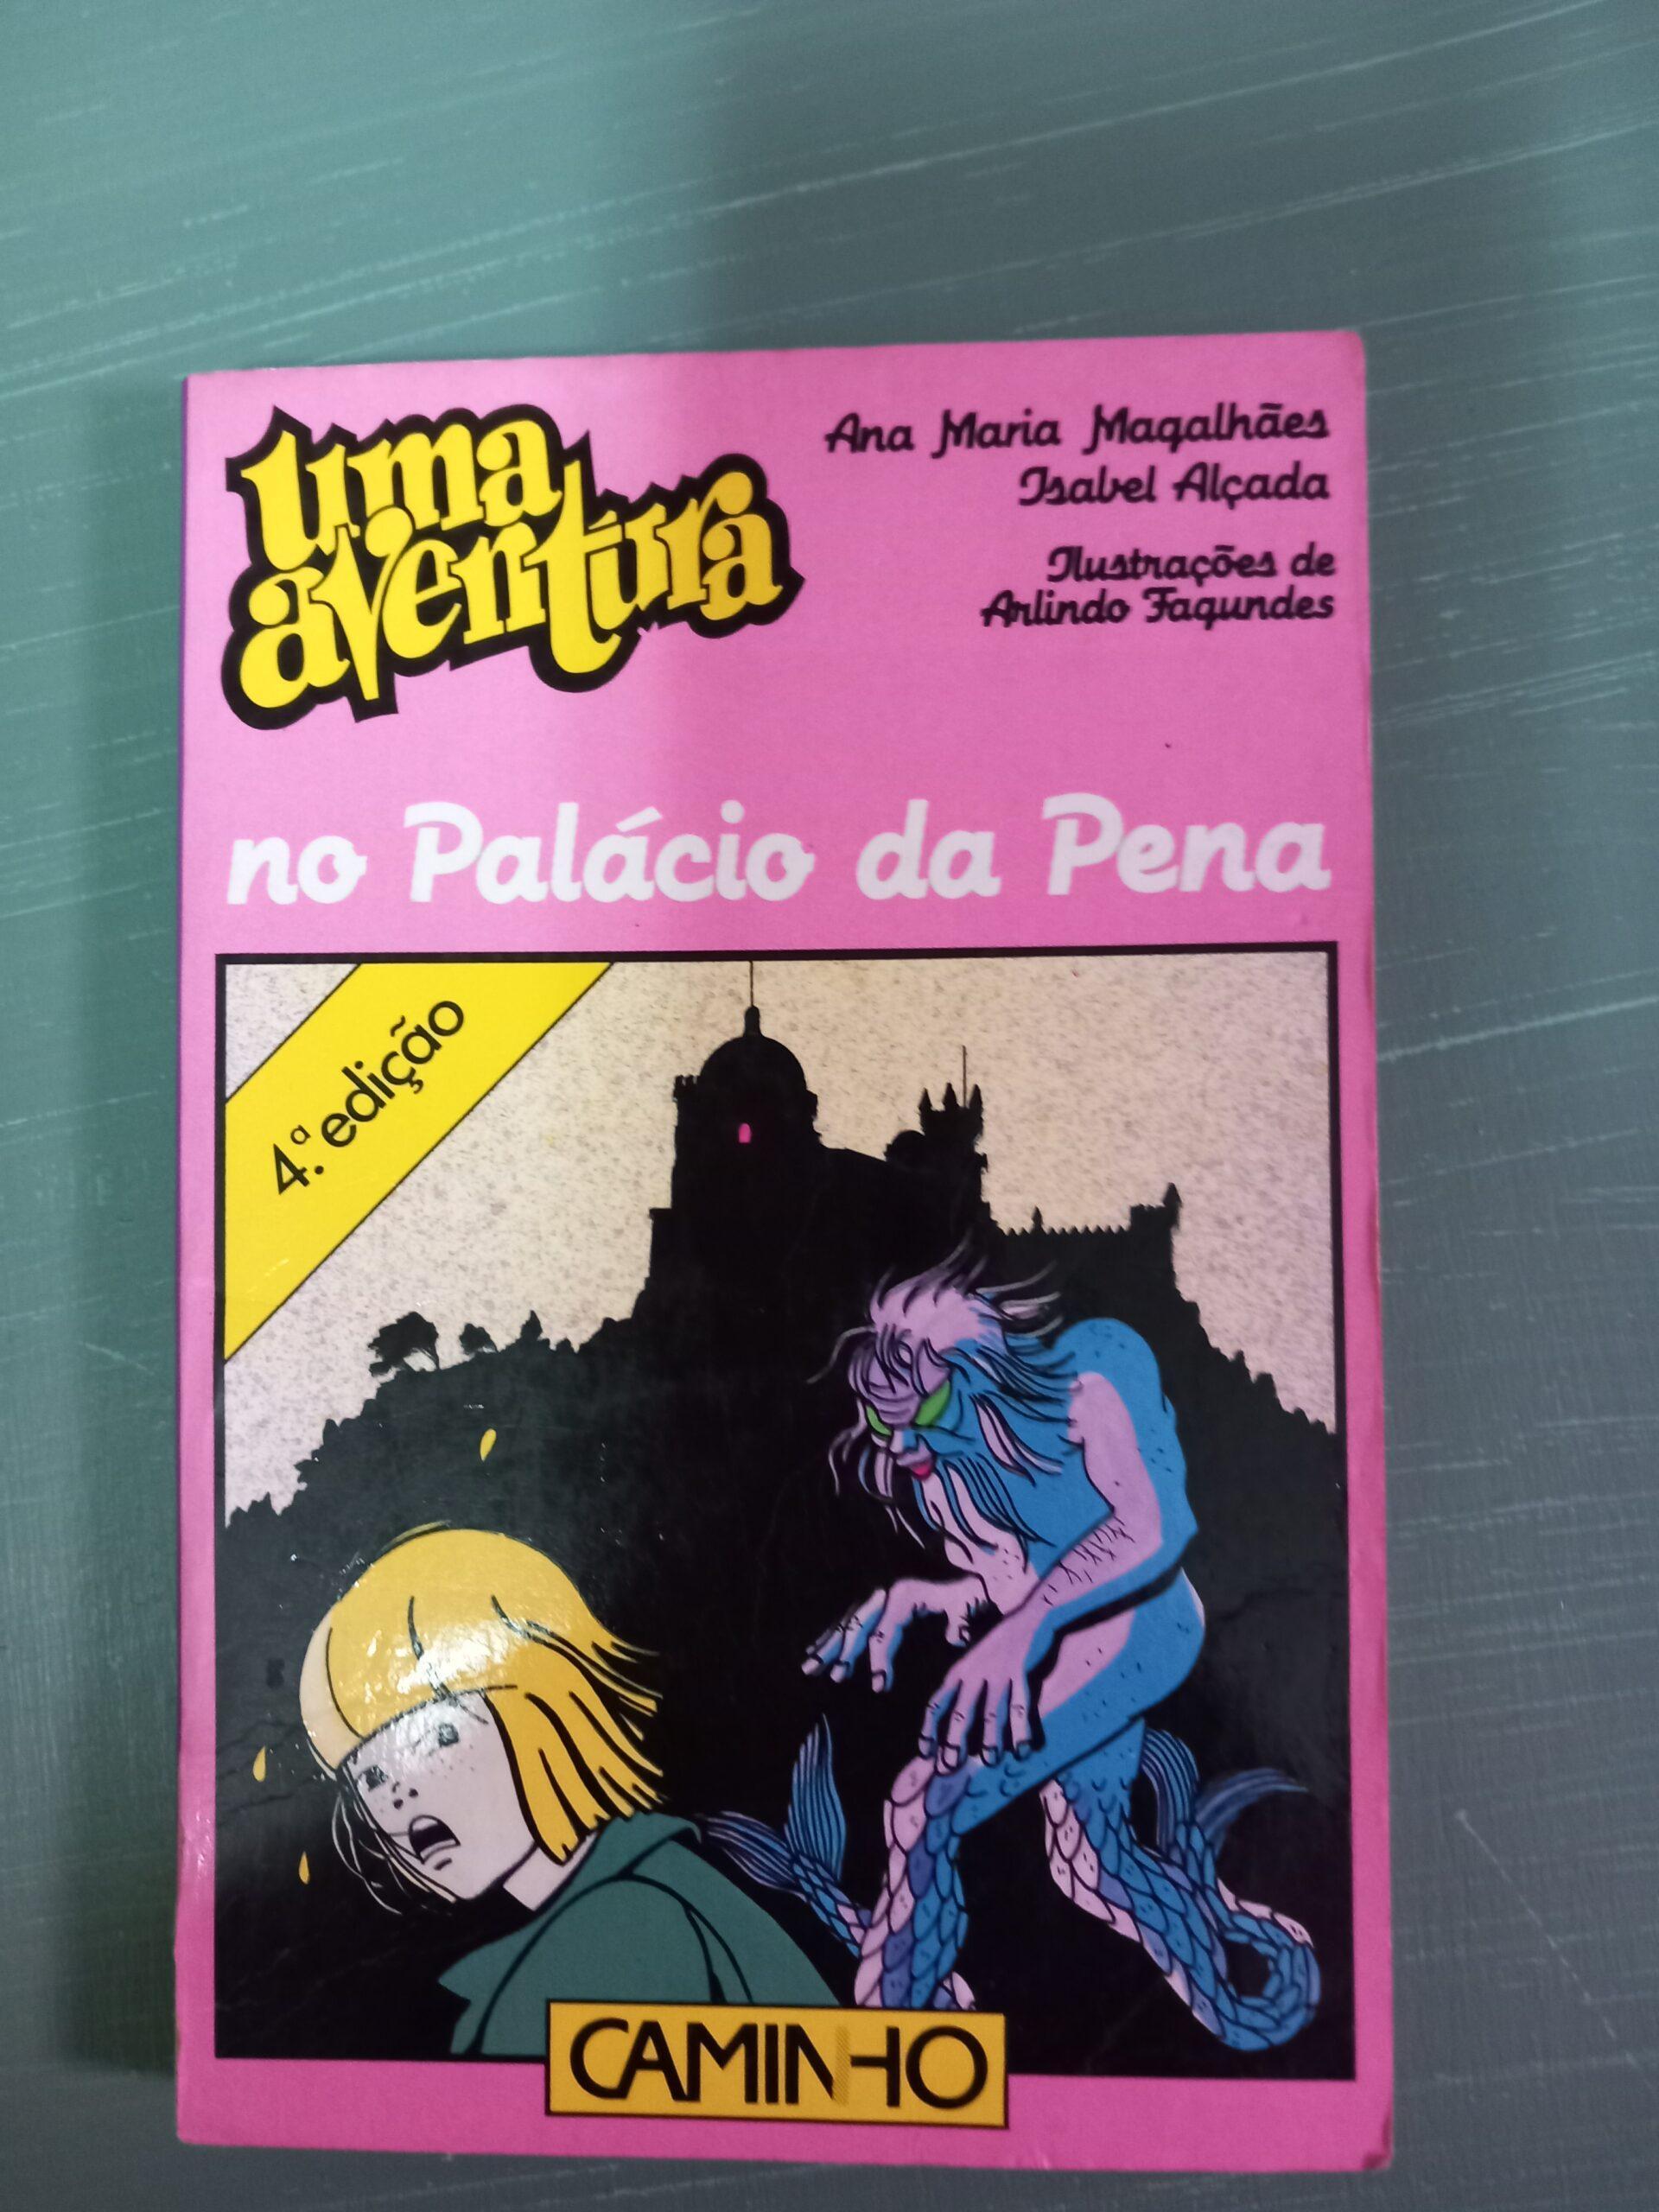 uma
aventura
Ana Maria Magalhães
Isabel Alçada
Ilustrações de
Arlindo Fagundes
no Palácio da Pena
4.ª edição
CAMINHO